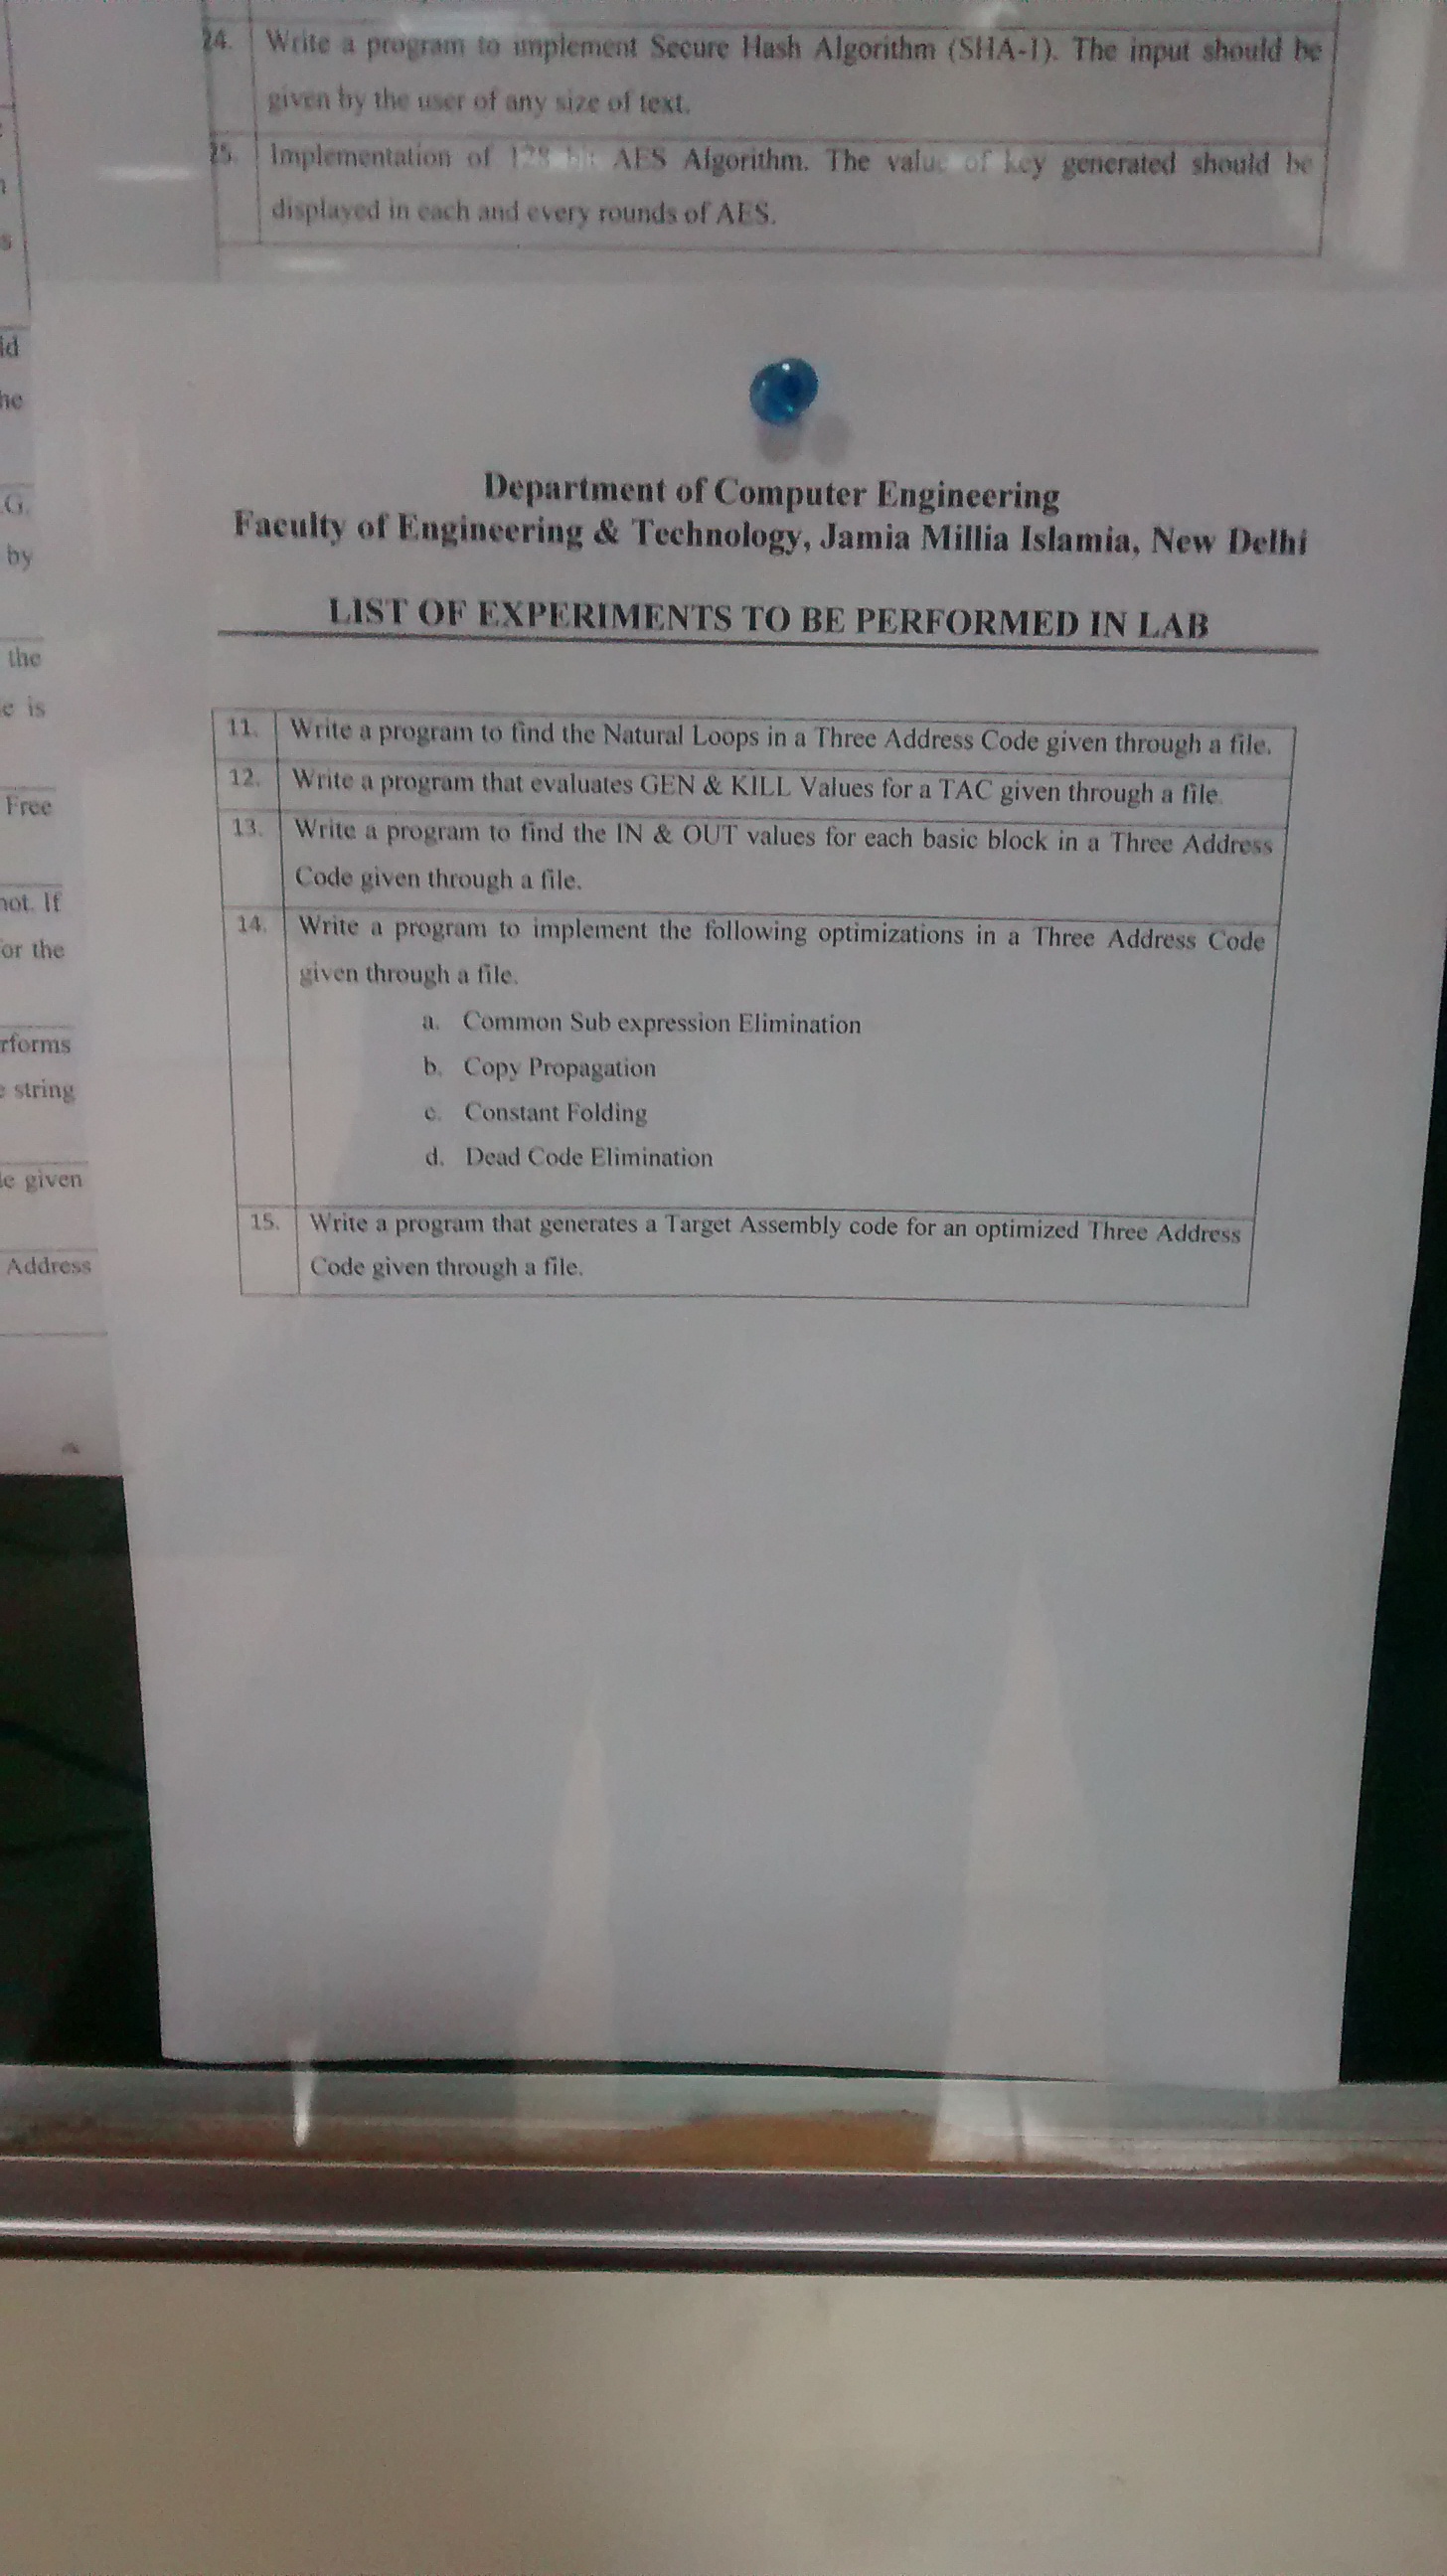 24. Write a program to implement Secure Hash Algorithm (SHA-1). The input should be
given by the user of any size of text.
25. Implementation of 128 bit AES Algorithm. The value of key generated should be
displayed in each and every rounds of AES.
Department of Computer Engineering
Faculty of Engineering & Technology, Jamia Millia Islamia, New Delhi
LIST OF EXPERIMENTS TO BE PERFORMED IN LAB
11. Write a program to find the Natural Loops in a Three Address Code given through a file.
12. Write a program that evaluates GEN & KILL Values for a TAC given through a file.
13. Write a program to find the IN & OUT values for each basic block in a Three Address
Code given through a file.
14. Write a program to implement the following optimizations in a Three Address Code
given through a file.
a. Common Sub expression Elimination
b. Copy Propagation
c. Constant Folding
d. Dead Code Elimination
15. Write a program that generates a Target Assembly code for an optimized Three Address
Code given through a file.
G.
by
the
is
Free
not. If
for the
string
given
Address